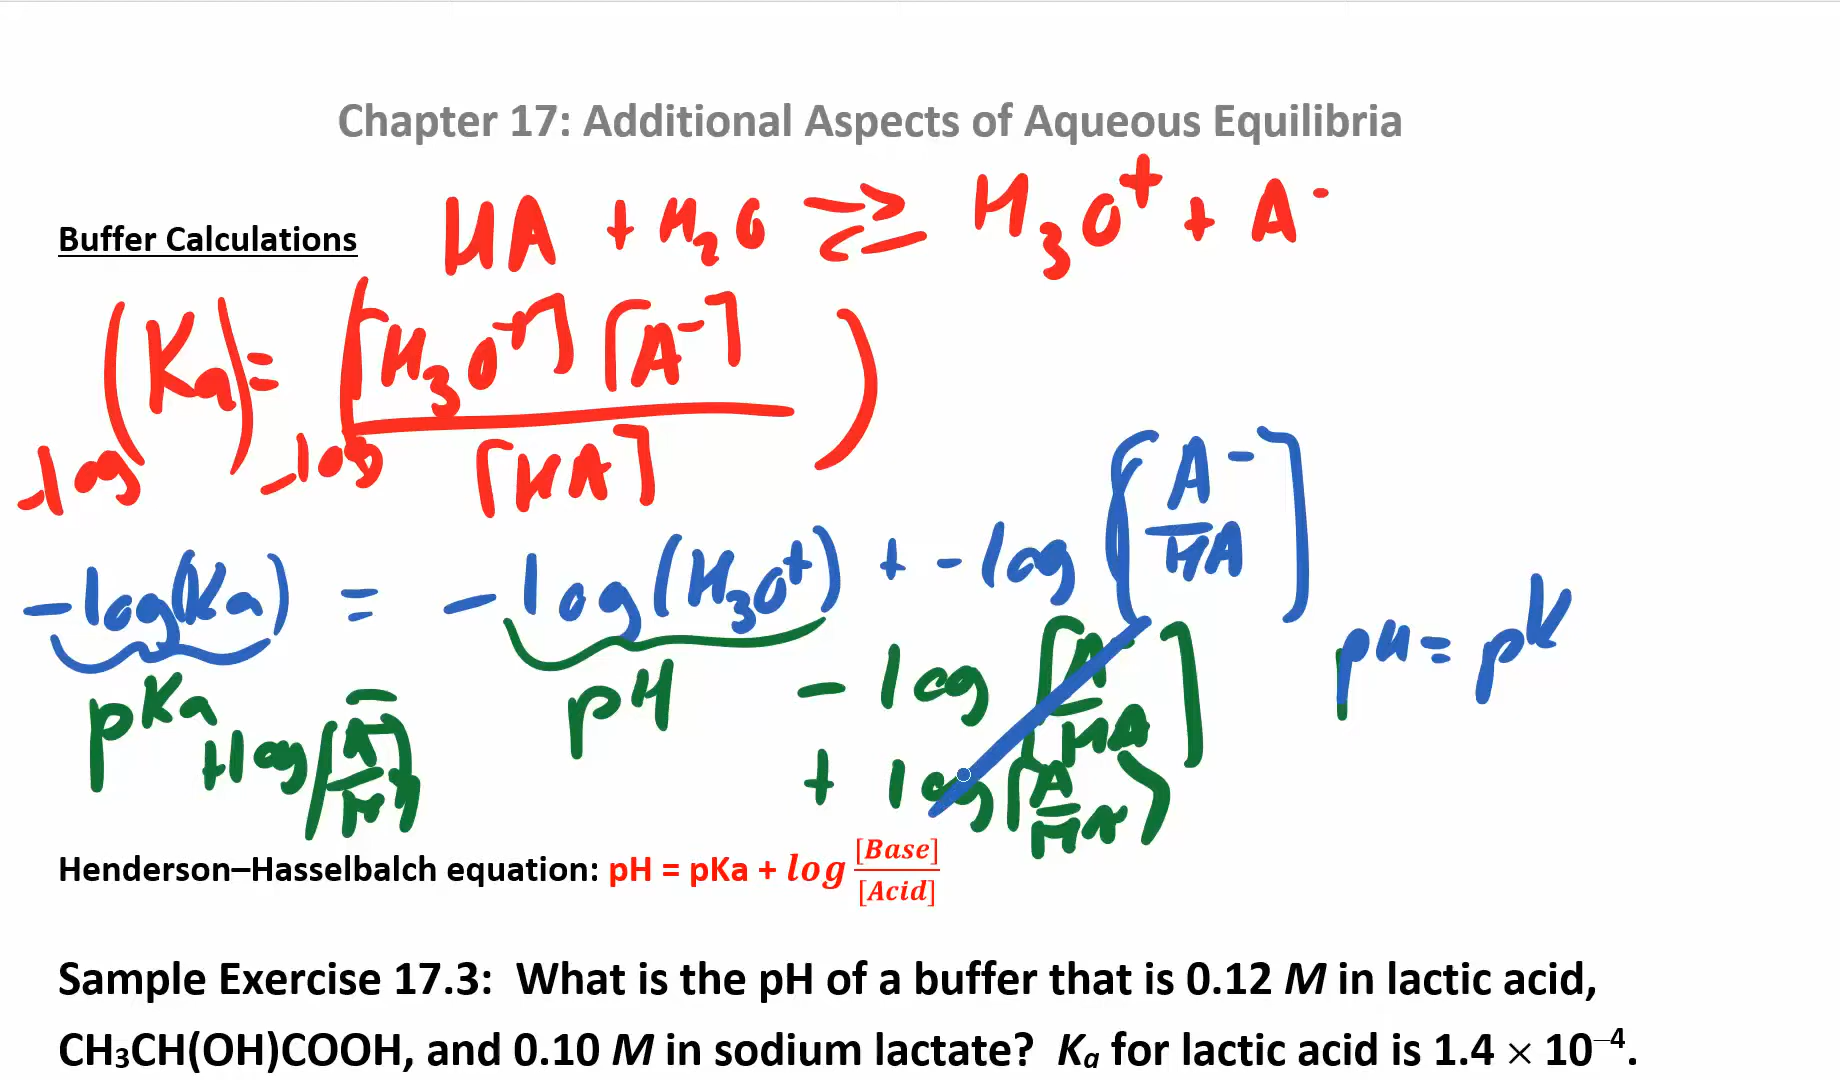 Chapter 17: Additional Aspects of Aqueous Equilibria
HA + H₂O ⇌ H₃O⁺ + A⁻
Buffer Calculations
-log (Ka) = -log ([H₃O⁺] [A⁻] / [HA])
-log(Ka) = -log(H₃O⁺) + -log [A⁻/HA]
pH = pK
pKa pH - log [A⁻/HA]
+log(A⁻/H) + log(A/HA)
Henderson–Hasselbalch equation: pH = pKa + log [Base]/[Acid]
Sample Exercise 17.3: What is the pH of a buffer that is 0.12 M in lactic acid,
CH₃CH(OH)COOH, and 0.10 M in sodium lactate? Kₐ for lactic acid is 1.4 × 10⁻⁴.